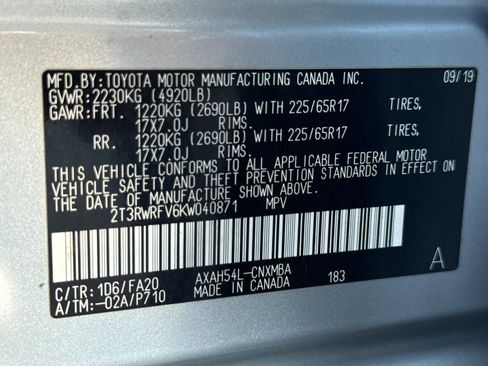 MFD. BY: TOYOTA MOTOR MANUFACTURING CANADA INC. 09/19
GVWR: 2230KG (4920LB)
GAWR: FRT. 1220KG (2690LB) WITH 225/65R17 TIRES,
17X7.0J RIMS.
RR. 1220KG (2690LB) WITH 225/65R17 TIRES,
17X7.0J RIMS.
THIS VEHICLE CONFORMS TO ALL APPLICABLE FEDERAL MOTOR
VEHICLE SAFETY AND THEFT PREVENTION STANDARDS IN EFFECT ON
THE DATE OF MANUFACTURE SHOWN ABOVE.
2T3RWRFV6KW040871 MPV
C/TR: 1D6/FA20 AXAH54L-CNXMBA A
A/TM: -02A/P710 MADE IN CANADA 183